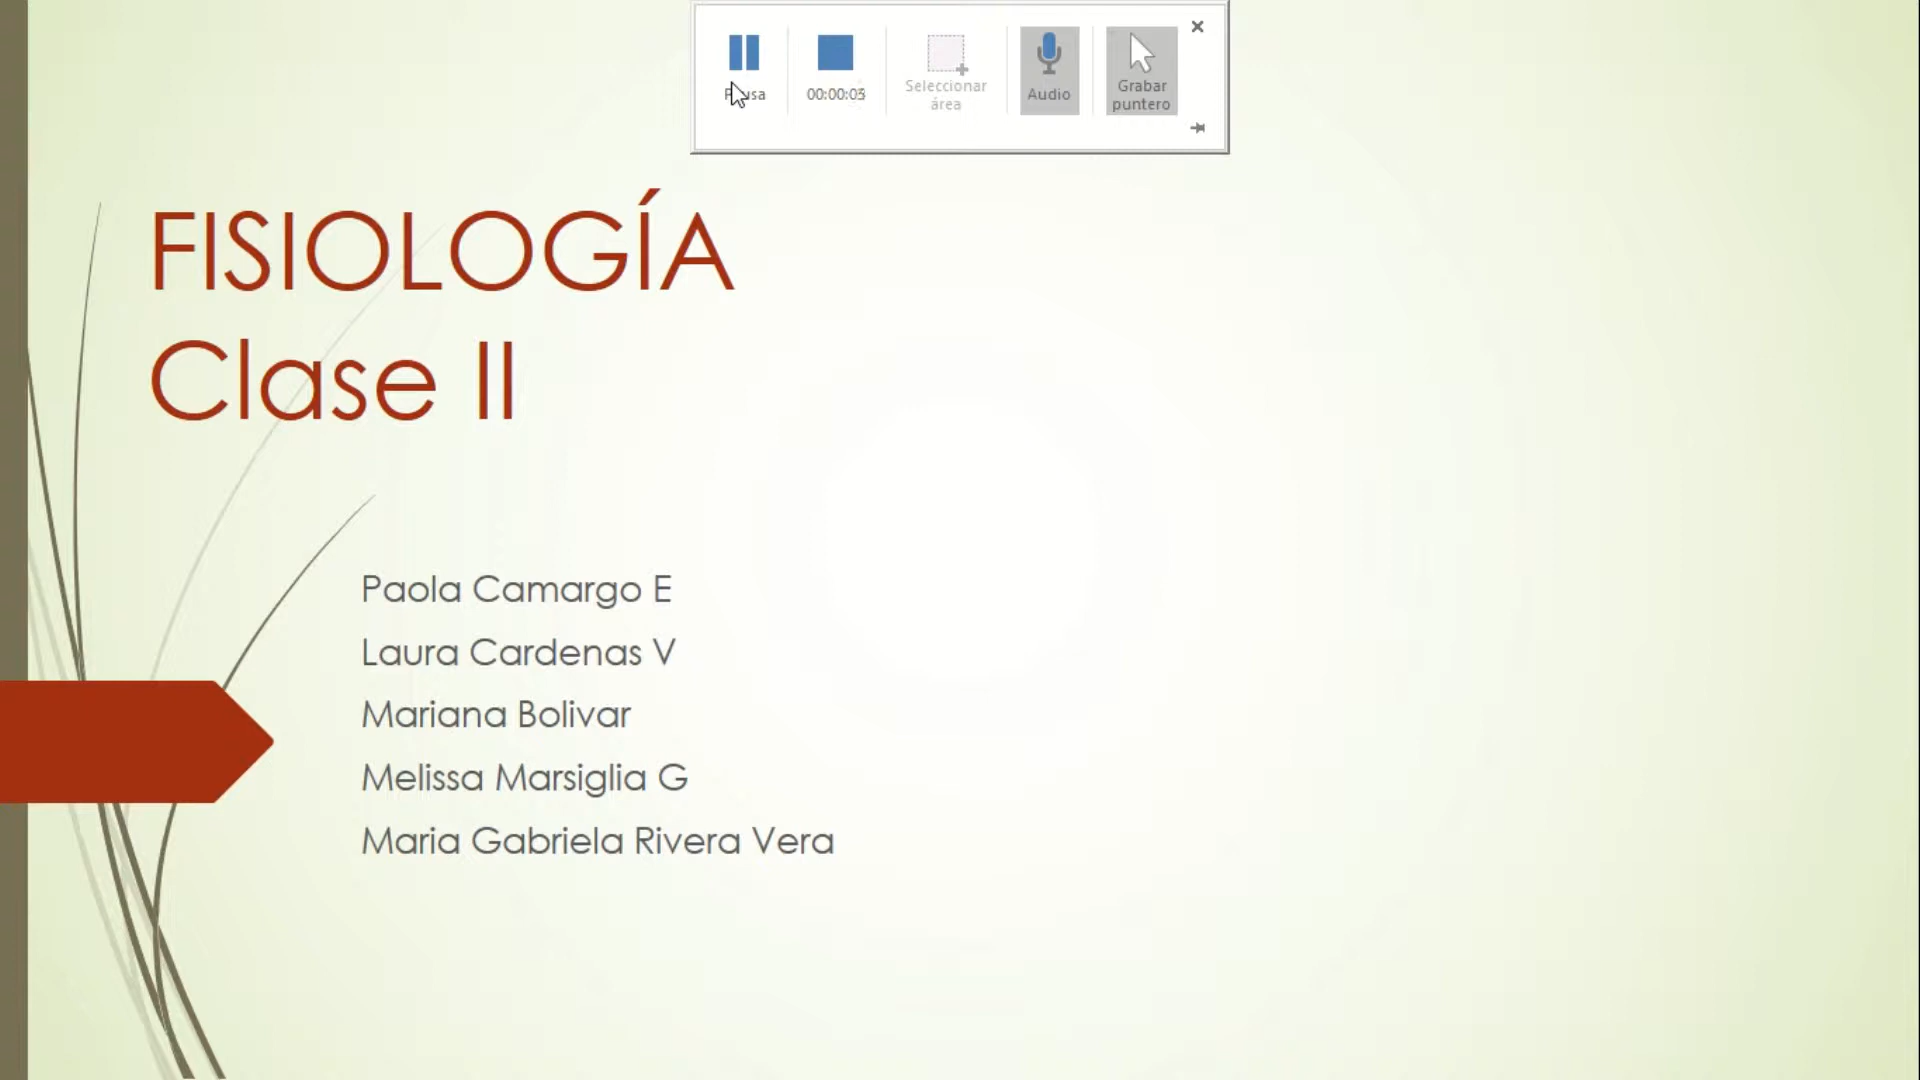 Pausa
00:00:03
Seleccionar
área
Audio
Grabar
puntero
FISIOLOGÍA
Clase II
Paola Camargo E
Laura Cardenas V
Mariana Bolivar
Melissa Marsiglia G
Maria Gabriela Rivera Vera